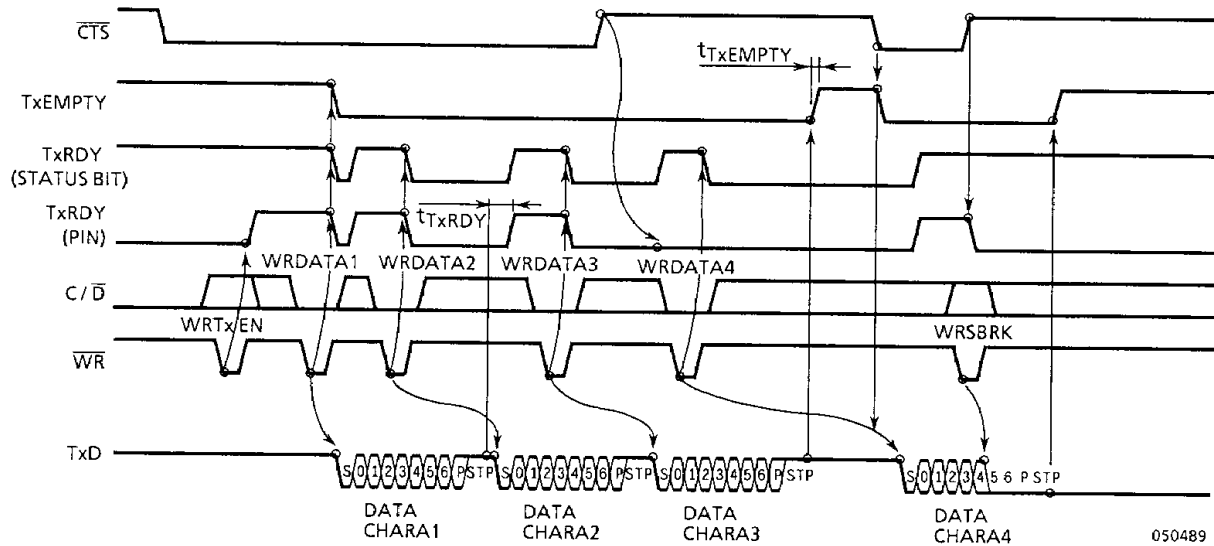 CTS
tTxEMPTY
TxEMPTY
TxRDY
(STATUS BIT)
TxRDY
(PIN)
tTxRDY
WRDATA1 WRDATA2 WRDATA3 WRDATA4
C/D
WRTxEN WRSBRK
WR
TxD
S 0 1 2 3 4 5 6 P STP S 0 1 2 3 4 5 6 P STP S 0 1 2 3 4 5 6 P STP S 0 1 2 3 4 5 6 P STP
DATA CHARA1
DATA CHARA2
DATA CHARA3
DATA CHARA4
050489